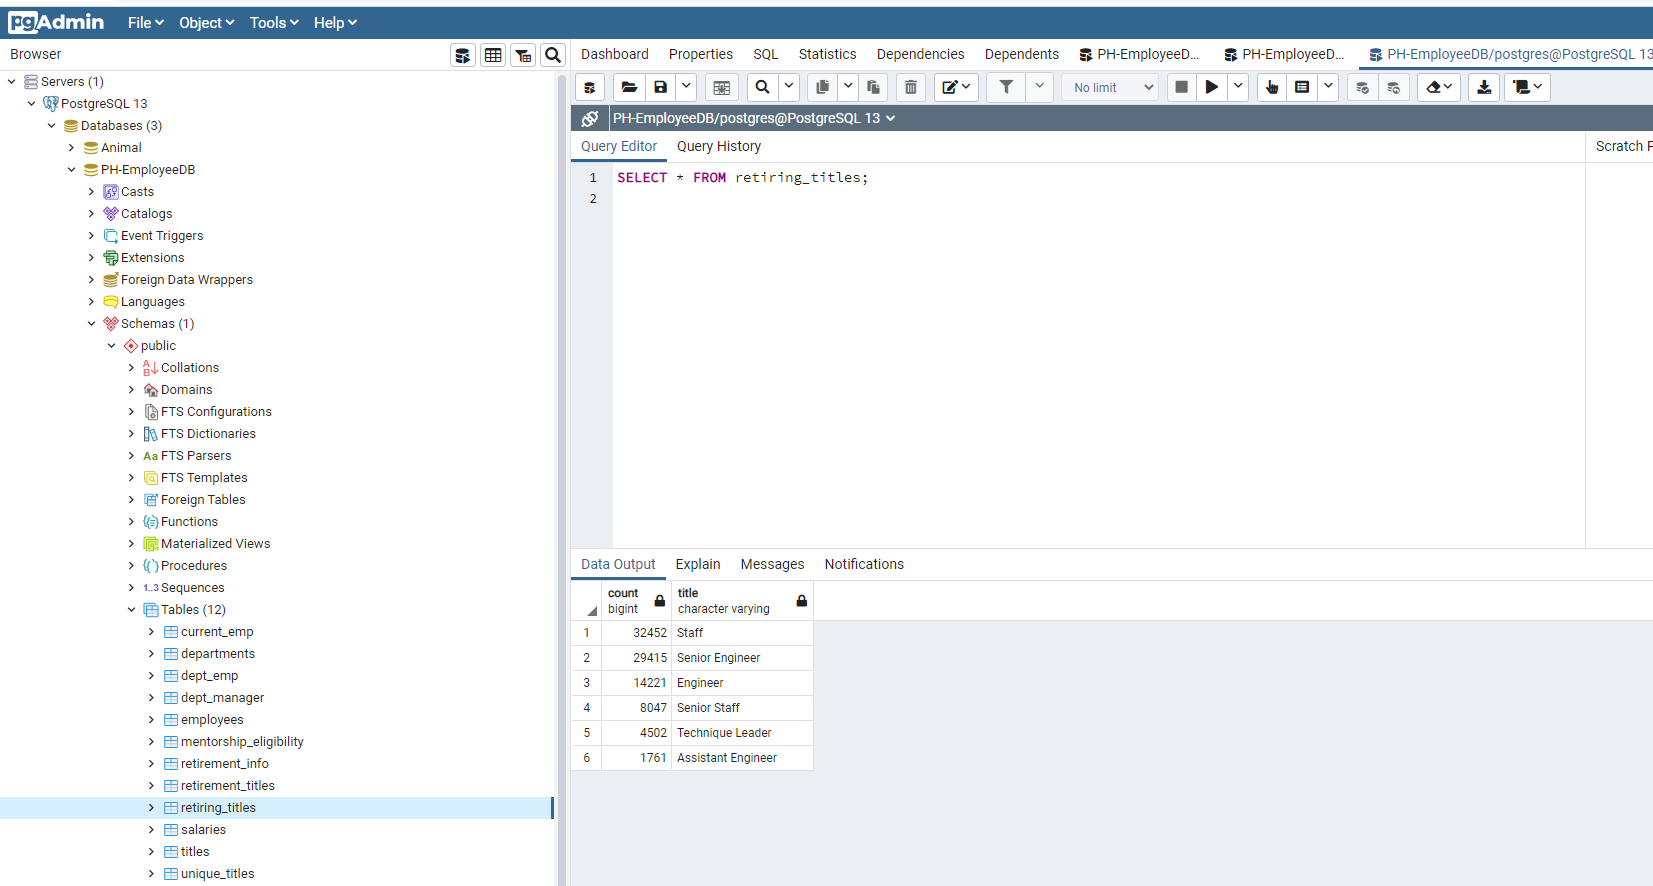 pgAdmin File Object Tools Help
Browser
Servers (1)
PostgreSQL 13
Databases (3)
Animal
PH-EmployeeDB
Casts
Catalogs
Event Triggers
Extensions
Foreign Data Wrappers
Languages
Schemas (1)
public
Collations
Domains
FTS Configurations
FTS Dictionaries
Aa FTS Parsers
FTS Templates
Foreign Tables
Functions
Materialized Views
Procedures
1..3 Sequences
Tables (12)
current_emp
departments
dept_emp
dept_manager
employees
mentorship_eligibility
retirement_info
retirement_titles
retiring_titles
salaries
titles
unique_titles
Dashboard Properties SQL Statistics Dependencies Dependents PH-EmployeeD... PH-EmployeeD... PH-EmployeeDB/postgres@PostgreSQL 13
No limit
PH-EmployeeDB/postgres@PostgreSQL 13
Query Editor Query History Scratch P
1 SELECT * FROM retiring_titles;
2
Data Output Explain Messages Notifications
count title
bigint character varying
1 32452 Staff
2 29415 Senior Engineer
3 14221 Engineer
4 8047 Senior Staff
5 4502 Technique Leader
6 1761 Assistant Engineer